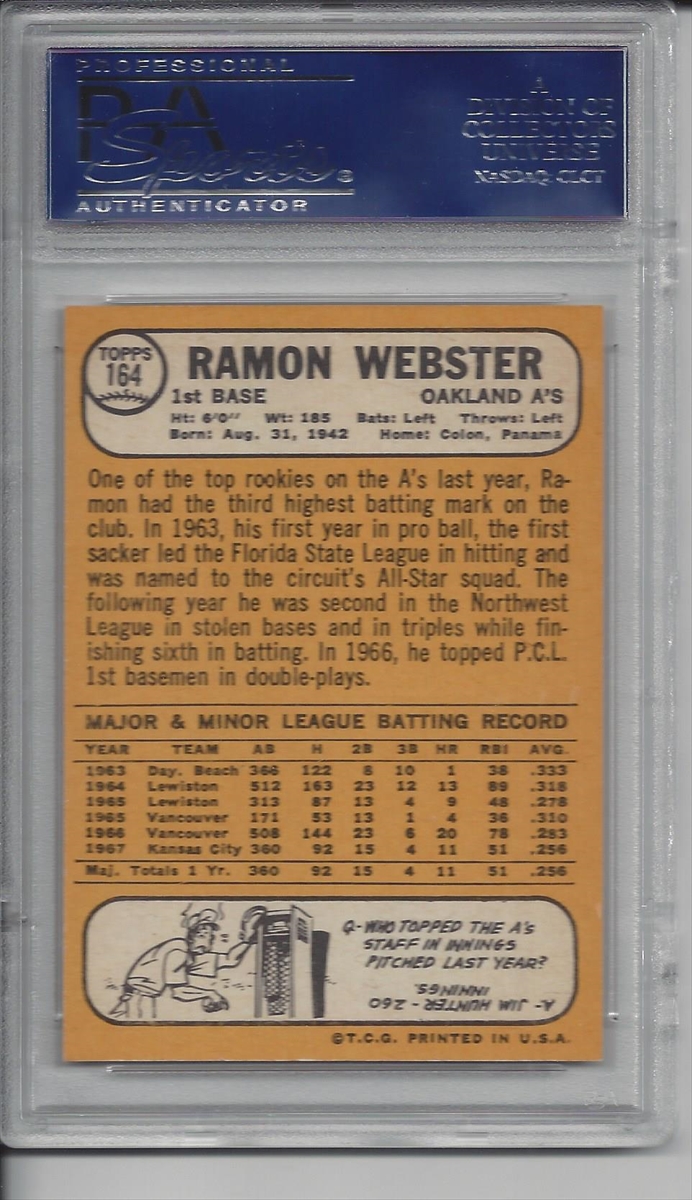 PROFESSIONAL
PSA
Sports®
AUTHENTICATOR
A
DIVISION OF
COLLECTORS
UNIVERSE
NASDAQ: CLCT
TOPPS
164
RAMON WEBSTER
1st BASE OAKLAND A'S
Ht: 6'0" Wt: 185 Bats: Left Throws: Left
Born: Aug. 31, 1942 Home: Colon, Panama
One of the top rookies on the A's last year, Ra-
mon had the third highest batting mark on the
club. In 1963, his first year in pro ball, the first
sacker led the Florida State League in hitting and
was named to the circuit's All-Star squad. The
following year he was second in the Northwest
League in stolen bases and in triples while fin-
ishing sixth in batting. In 1966, he topped P.C.L.
1st basemen in double-plays.
MAJOR & MINOR LEAGUE BATTING RECORD
YEAR TEAM AB H 2B 3B HR RBI AVG.
1963 Day. Beach 366 122 8 10 1 38 .333
1964 Lewiston 512 163 23 12 13 89 .318
1965 Lewiston 313 87 13 4 9 48 .278
1965 Vancouver 171 53 13 1 4 36 .310
1966 Vancouver 508 144 23 6 20 78 .283
1967 Kansas City 360 92 15 4 11 51 .256
Maj. Totals 1 Yr. 360 92 15 4 11 51 .256
Q-WHO TOPPED THE A's
STAFF IN INNINGS
PITCHED LAST YEAR?
A- JIM HUNTER - 260
INNINGS.
©T.C.G. PRINTED IN U.S.A.